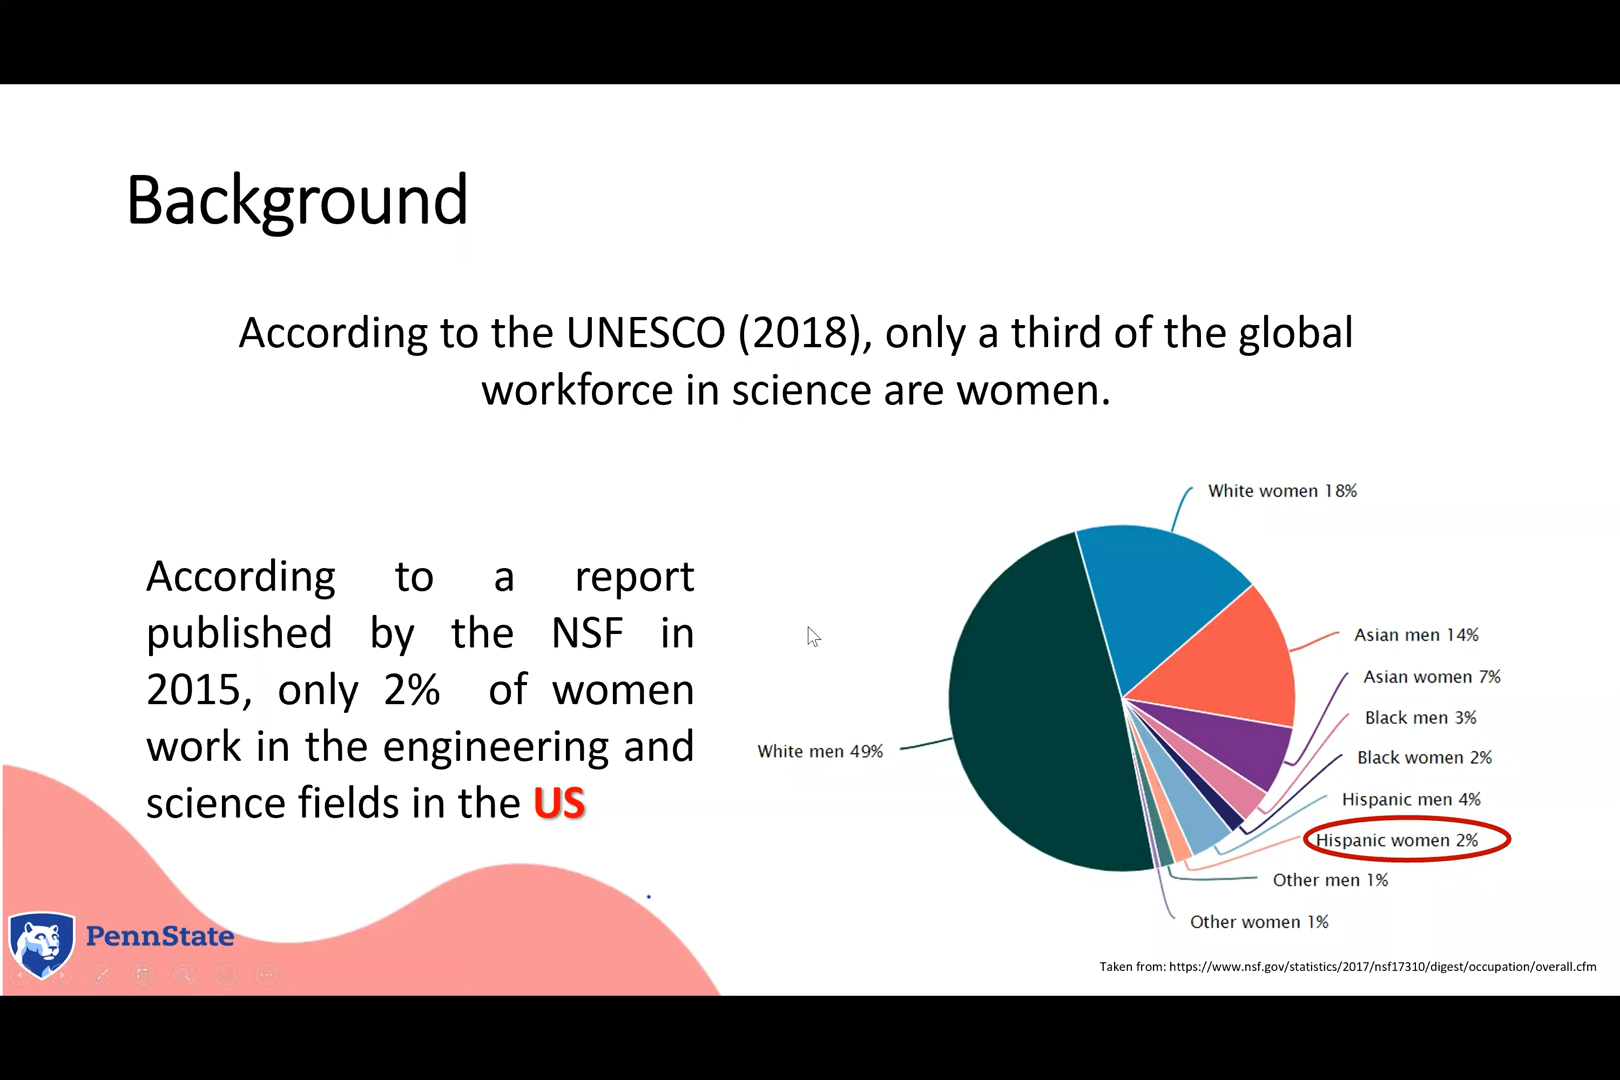 Background
According to the UNESCO (2018), only a third of the global
workforce in science are women.
According to a report
published by the NSF in
2015, only 2% of women
work in the engineering and
science fields in the US
White women 18%
Asian men 14%
Asian women 7%
Black men 3%
White men 49%
Black women 2%
Hispanic men 4%
Hispanic women 2%
Other men 1%
Other women 1%
PennState
Taken from: https://www.nsf.gov/statistics/2017/nsf17310/digest/occupation/overall.cfm